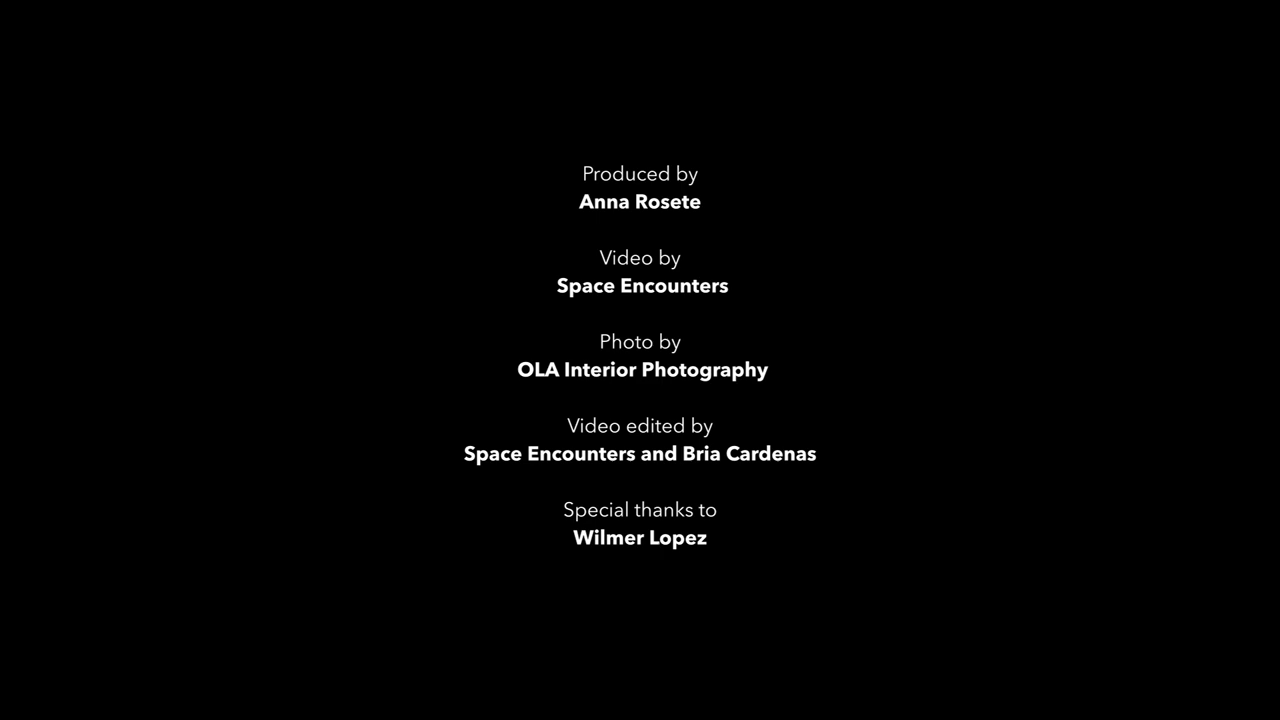 Produced by
Anna Rosete
Video by
Space Encounters
Photo by
OLA Interior Photography
Video edited by
Space Encounters and Bria Cardenas
Special thanks to
Wilmer Lopez